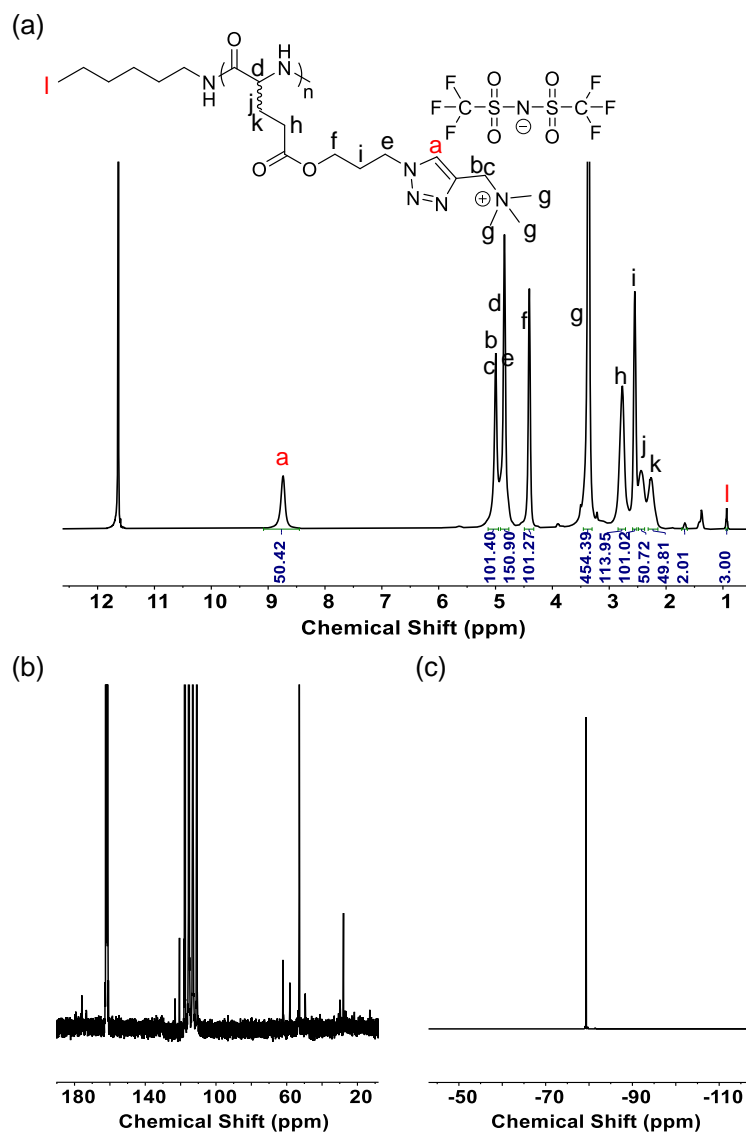 (a)
O
H
N
d
n
l
N
H
j
k
h
f
e
a
i
O
O
N
N
N
b
c
N
⊕
g
g
g
O
O
F
F
F
C
S
N
S
C
F
F
F
⊖
O
O
a
b
c
d
e
f
g
h
i
j
k
l
50.42
101.40
150.90
101.27
454.39
113.95
101.02
50.72
49.81
2.01
3.00
12 11 10 9 8 7 6 5 4 3 2 1
Chemical Shift (ppm)
(b)
180 140 100 60 20
Chemical Shift (ppm)
(c)
-50 -70 -90 -110
Chemical Shift (ppm)